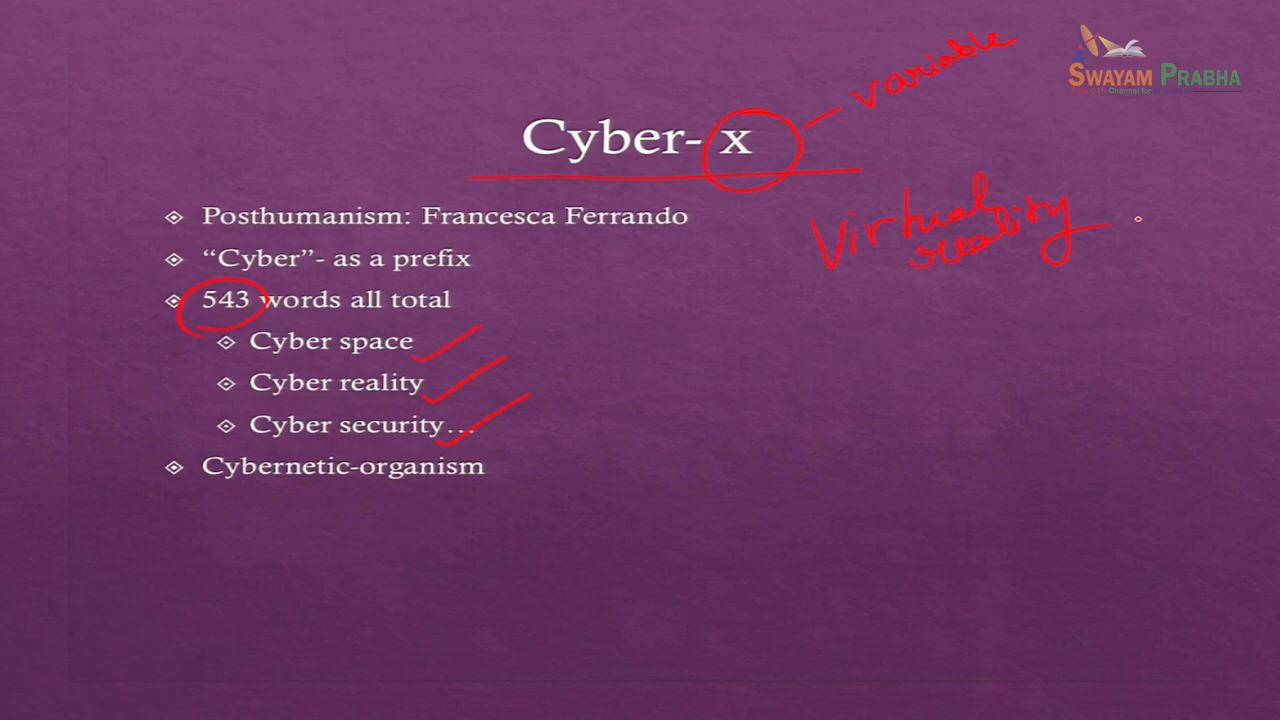 SWAYAM PRABHA
variable
Cyber- x
Posthumanism: Francesca Ferrando
Virtual
reality
“Cyber”- as a prefix
543 words all total
Cyber space
Cyber reality
Cyber security…
Cybernetic-organism